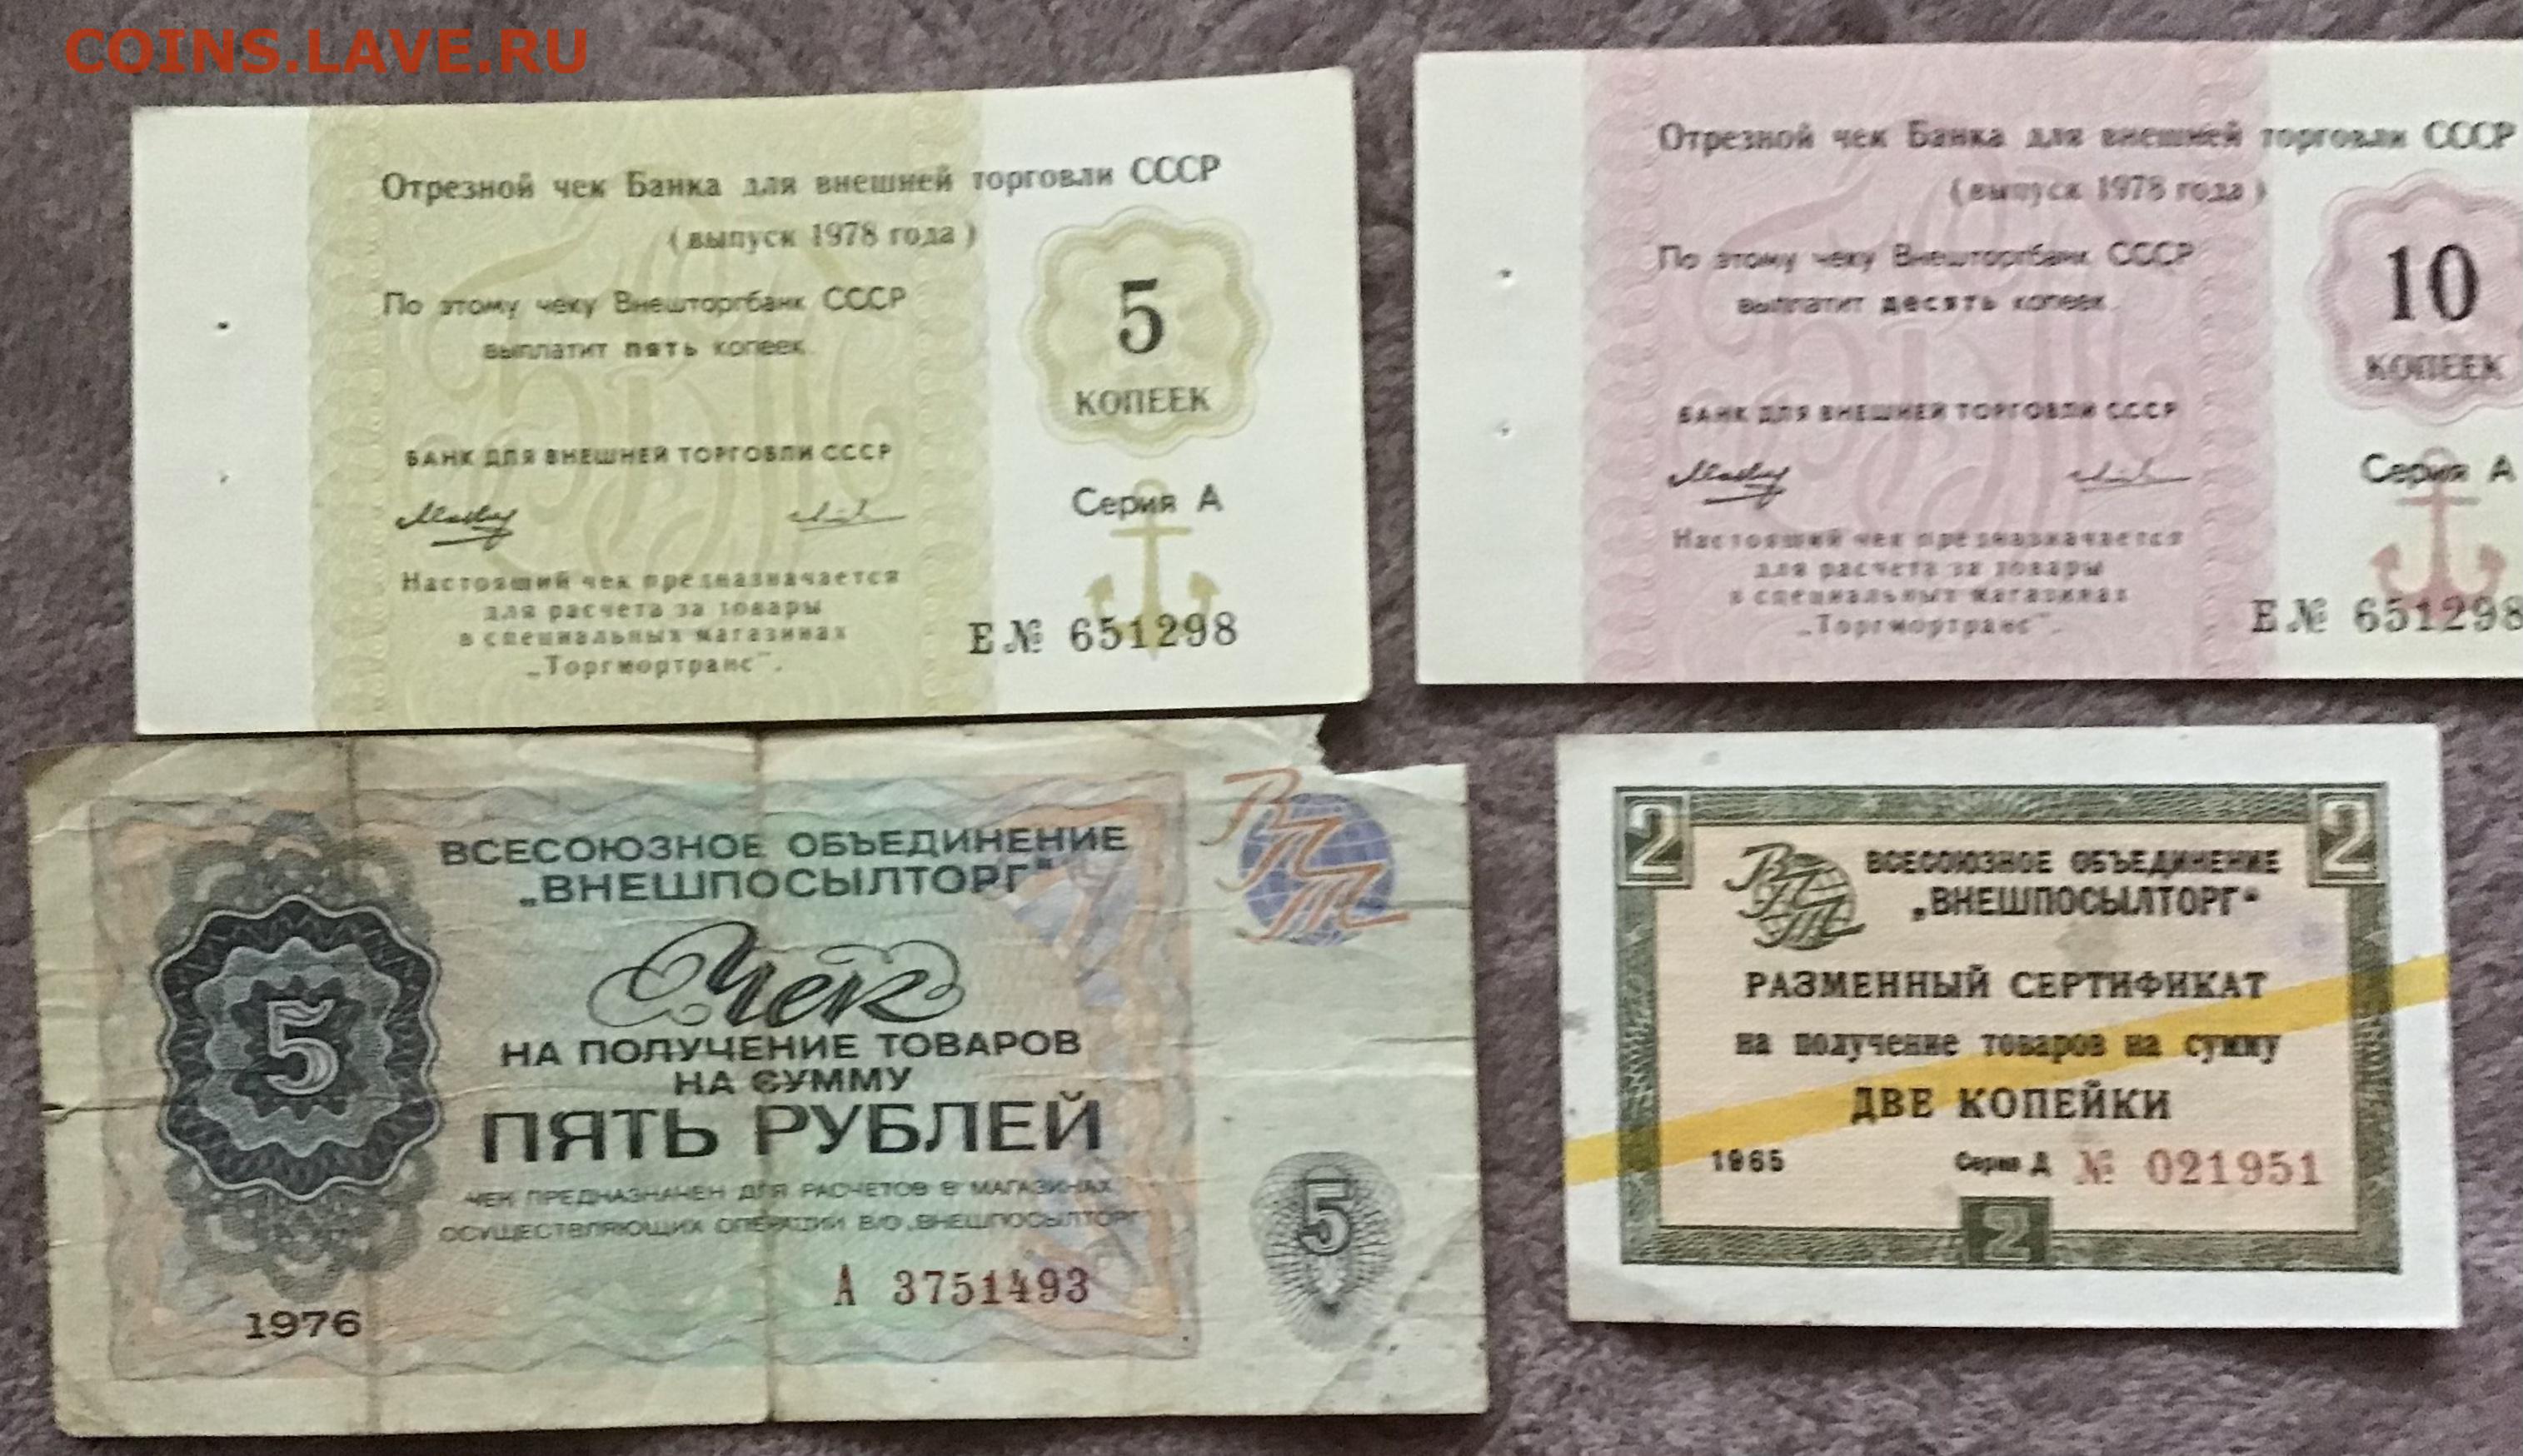 COINS.LAVE.RU
Отрезной чек Банка для внешней торговли СССР
(выпуск 1978 года)
По этому чеку Внешторгбанк СССР
выплатит пять копеек.
5
КОПЕЕК
БАНК ДЛЯ ВНЕШНЕЙ ТОРГОВЛИ СССР
Серия А
Настоящий чек предназначается
для расчета за товары
в специальных магазинах
„Торгмортранс".
Е № 651298
Отрезной чек Банка для внешней торговли СССР
(выпуск 1978 года)
По этому чеку Внешторгбанк СССР
выплатит десять копеек.
10
КОПЕЕК
БАНК ДЛЯ ВНЕШНЕЙ ТОРГОВЛИ СССР
Серия А
Настоящий чек предназначается
для расчета за товары
в специальных магазинах
„Торгмортранс".
Е № 651298
ВПТ
ВСЕСОЮЗНОЕ ОБЪЕДИНЕНИЕ
„ВНЕШПОСЫЛТОРГ"
Чек
НА ПОЛУЧЕНИЕ ТОВАРОВ
НА СУММУ
ПЯТЬ РУБЛЕЙ
5
ЧЕК ПРЕДНАЗНАЧЕН ДЛЯ РАСЧЕТОВ В МАГАЗИНАХ,
ОСУЩЕСТВЛЯЮЩИХ ОПЕРАЦИИ В/О „ВНЕШПОСЫЛТОРГ"
5
А 3751493
1976
2
2
ВПТ
ВСЕСОЮЗНОЕ ОБЪЕДИНЕНИЕ
„ВНЕШПОСЫЛТОРГ"
РАЗМЕННЫЙ СЕРТИФИКАТ
на получение товаров на сумму
ДВЕ КОПЕЙКИ
1965 Серия Д № 021951
2